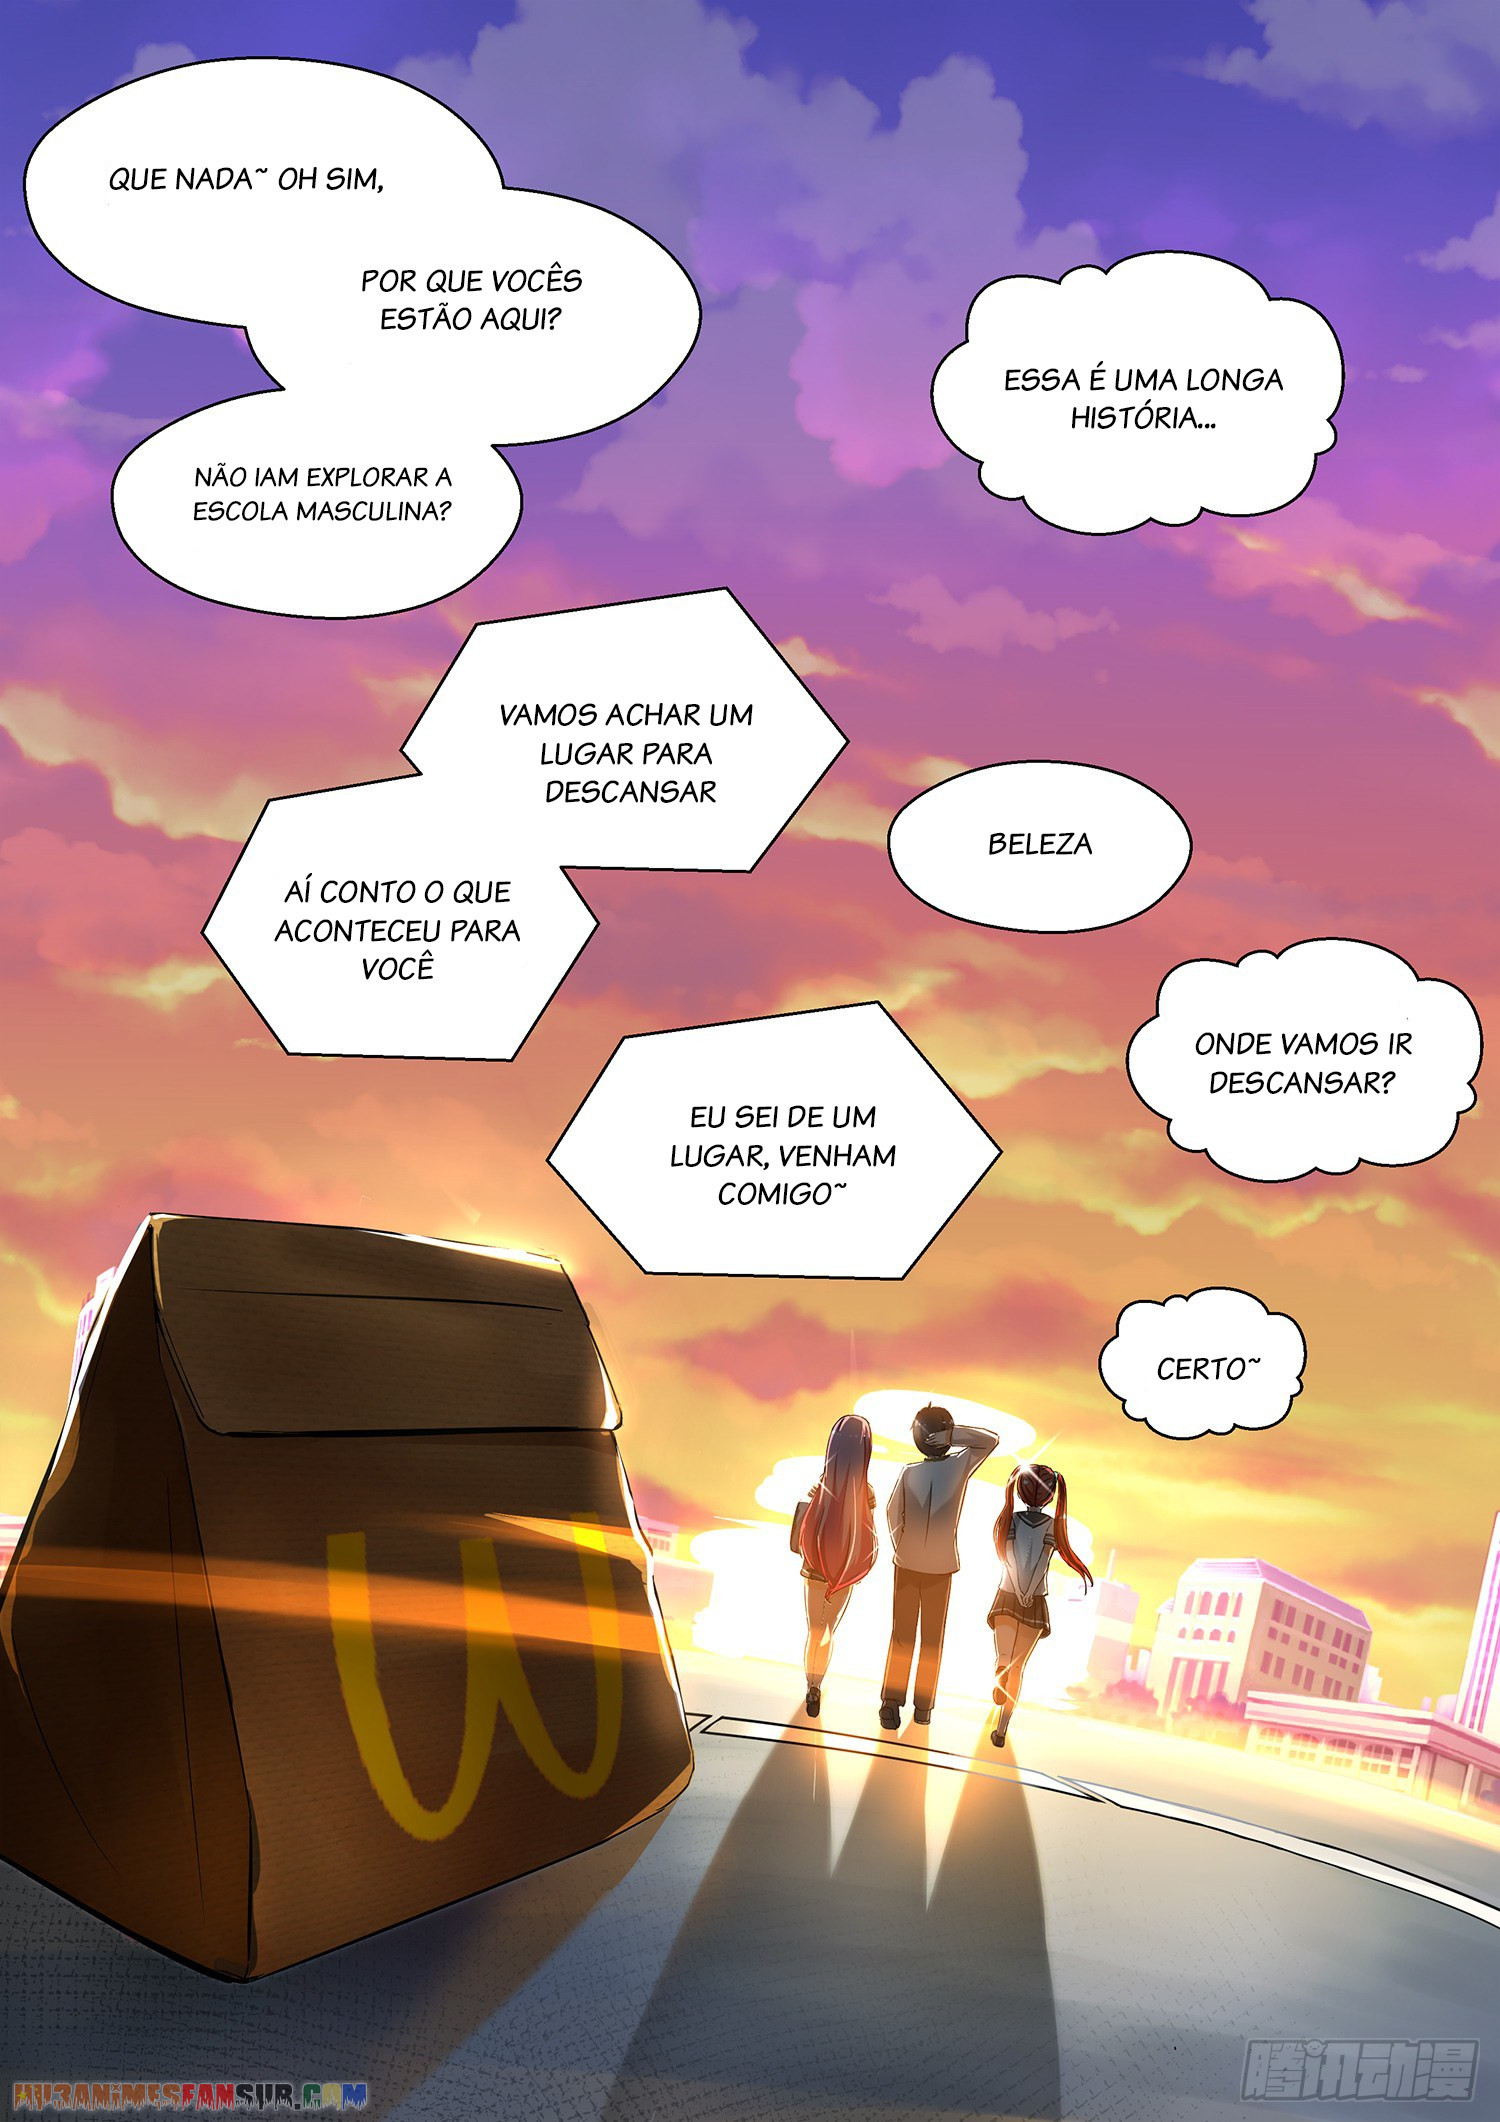 QUE NADA~ OH SIM,
POR QUE VOCÊS
ESTÃO AQUI?
NÃO IAM EXPLORAR A
ESCOLA MASCULINA?
ESSA É UMA LONGA
HISTÓRIA...
VAMOS ACHAR UM
LUGAR PARA
DESCANSAR
AÍ CONTO O QUE
ACONTECEU PARA
VOCÊ
BELEZA
ONDE VAMOS IR
DESCANSAR?
EU SEI DE UM
LUGAR, VENHAM
COMIGO~
CERTO~
W
HU3ANIMESFANSUB.COM
腾讯动漫